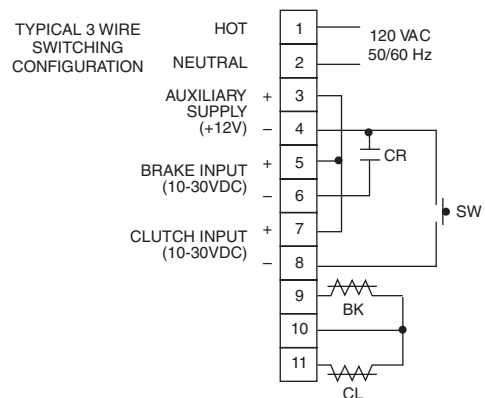 TYPICAL 3 WIRE
SWITCHING
CONFIGURATION
HOT 1 120 VAC
50/60 Hz
NEUTRAL 2
AUXILIARY
SUPPLY
(+12V)
+ 3
– 4
CR
BRAKE INPUT
(10-30VDC)
+ 5
– 6
SW
CLUTCH INPUT
(10-30VDC)
+ 7
– 8
9
BK
10
11
CL